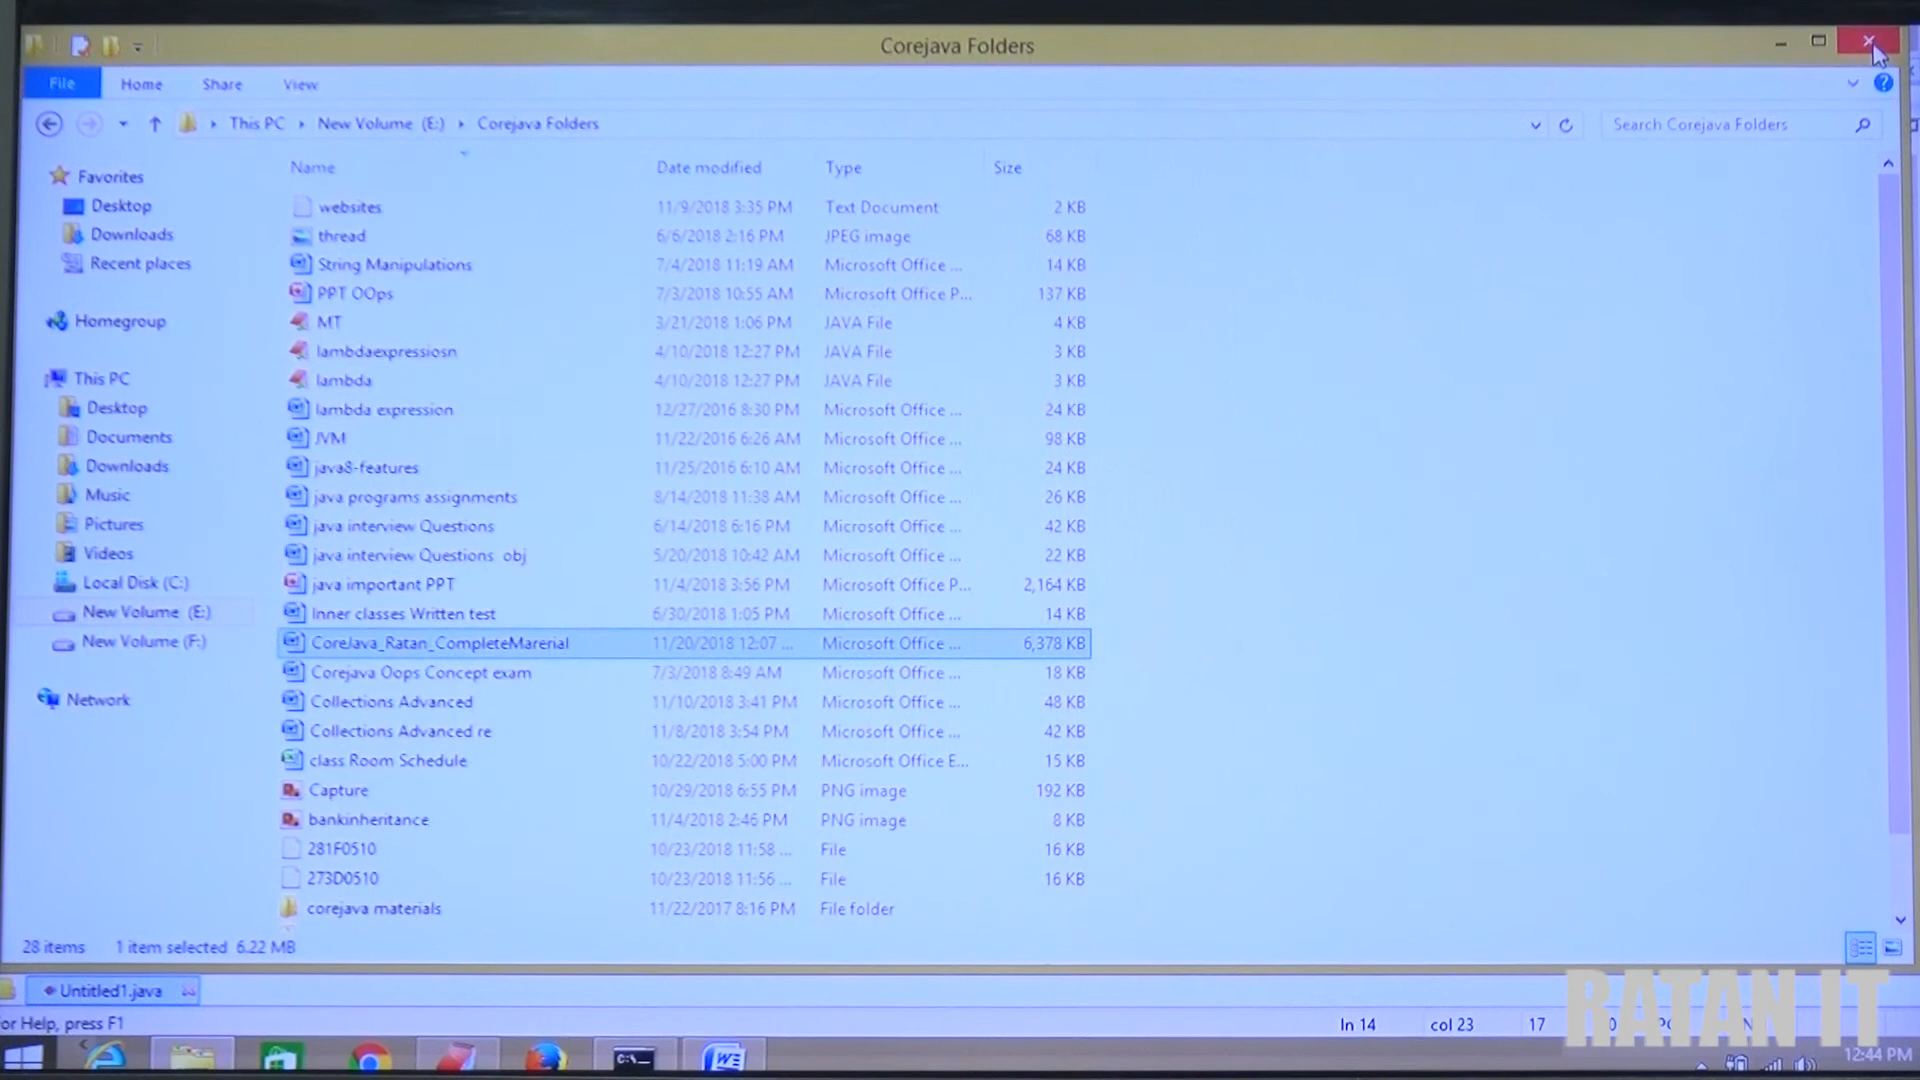 Corejava Folders
File Home Share View
This PC New Volume (E:) Corejava Folders
Search Corejava Folders
Name Date modified Type Size
Favorites
Desktop
Downloads
Recent places
Homegroup
This PC
Desktop
Documents
Downloads
Music
Pictures
Videos
Local Disk (C:)
New Volume (E:)
New Volume (F:)
Network
websites 11/9/2018 3:35 PM Text Document 2 KB
thread 6/6/2018 2:16 PM JPEG image 68 KB
String Manipulations 7/4/2018 11:19 AM Microsoft Office ... 14 KB
PPT OOps 7/3/2018 10:55 AM Microsoft Office P... 137 KB
MT 3/21/2018 1:06 PM JAVA File 4 KB
lambdaexpressiosn 4/10/2018 12:27 PM JAVA File 3 KB
lambda 4/10/2018 12:27 PM JAVA File 3 KB
lambda expression 12/27/2016 8:30 PM Microsoft Office ... 24 KB
JVM 11/22/2016 6:26 AM Microsoft Office ... 98 KB
java8-features 11/25/2016 6:10 AM Microsoft Office ... 24 KB
java programs assignments 8/14/2018 11:38 AM Microsoft Office ... 26 KB
java interview Questions 6/14/2018 6:16 PM Microsoft Office ... 42 KB
java interview Questions obj 5/20/2018 10:42 AM Microsoft Office ... 22 KB
java important PPT 11/4/2018 3:56 PM Microsoft Office P... 2,164 KB
Inner classes Written test 6/30/2018 1:05 PM Microsoft Office ... 14 KB
CoreJava_Ratan_CompleteMarerial 11/20/2018 12:07 ... Microsoft Office ... 6,378 KB
Corejava Oops Concept exam 7/3/2018 8:49 AM Microsoft Office ... 18 KB
Collections Advanced 11/10/2018 3:41 PM Microsoft Office ... 48 KB
Collections Advanced re 11/8/2018 3:54 PM Microsoft Office ... 42 KB
class Room Schedule 10/22/2018 5:00 PM Microsoft Office E... 15 KB
Capture 10/29/2018 6:55 PM PNG image 192 KB
bankinheritance 11/4/2018 2:46 PM PNG image 8 KB
281F0510 10/23/2018 11:58 ... File 16 KB
273D0510 10/23/2018 11:56 ... File 16 KB
corejava materials 11/22/2017 8:16 PM File folder
28 items 1 item selected 6.22 MB
Untitled1.java
or Help, press F1 ln 14 col 23 17
RATAN IT
12:44 PM